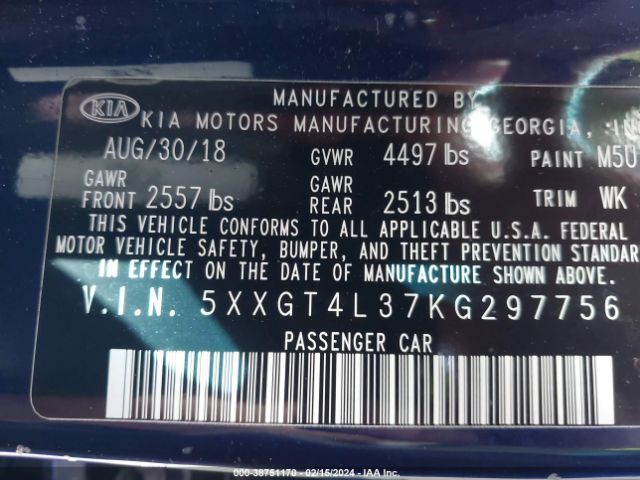 KIA
MANUFACTURED BY
KIA MOTORS MANUFACTURING GEORGIA,
AUG/30/18 GVWR 4497 lbs PAINT M5U
GAWR FRONT 2557 lbs GAWR REAR 2513 lbs TRIM WK
THIS VEHICLE CONFORMS TO ALL APPLICABLE U.S.A. FEDERAL
MOTOR VEHICLE SAFETY, BUMPER, AND THEFT PREVENTION STANDAR
IN EFFECT ON THE DATE OF MANUFACTURE SHOWN ABOVE.
V.I.N. 5XXGT4L37KG297756
PASSENGER CAR
000-38751170 - 02/15/2024 - IAA Inc.